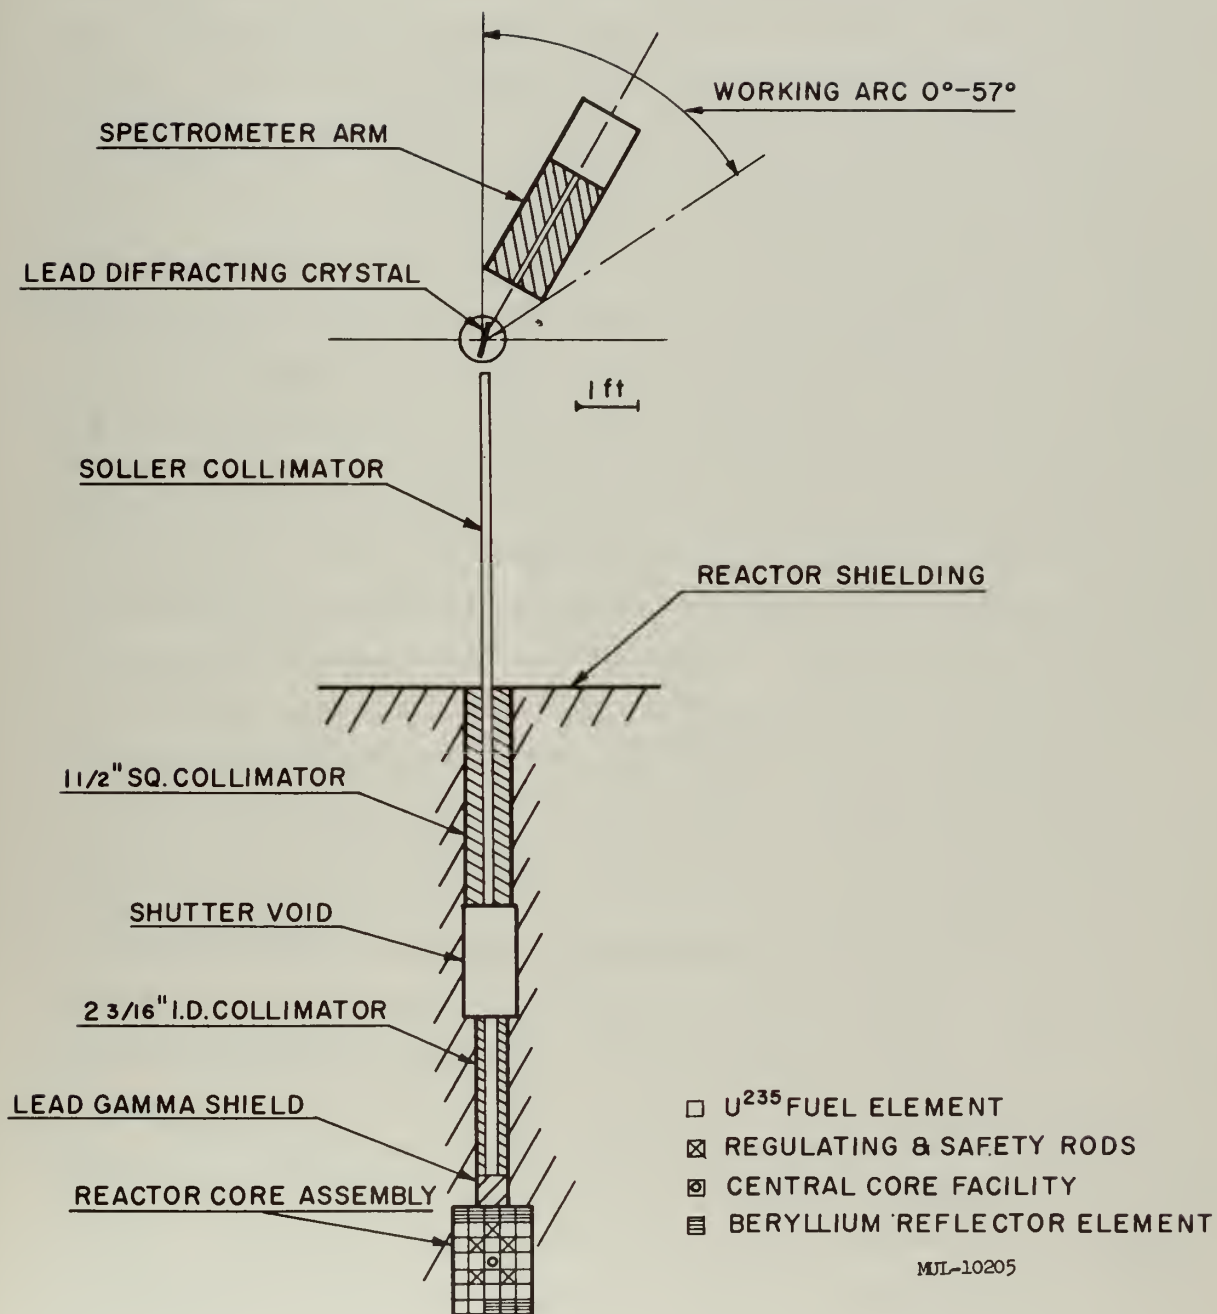 WORKING ARC 0°-57°
SPECTROMETER ARM
LEAD DIFFRACTING CRYSTAL
1 ft
SOLLER COLLIMATOR
REACTOR SHIELDING
1 1/2" SQ. COLLIMATOR
SHUTTER VOID
2 3/16" I.D. COLLIMATOR
LEAD GAMMA SHIELD
REACTOR CORE ASSEMBLY
U²³⁵ FUEL ELEMENT
REGULATING & SAFETY RODS
CENTRAL CORE FACILITY
BERYLLIUM REFLECTOR ELEMENT
MUL-10205